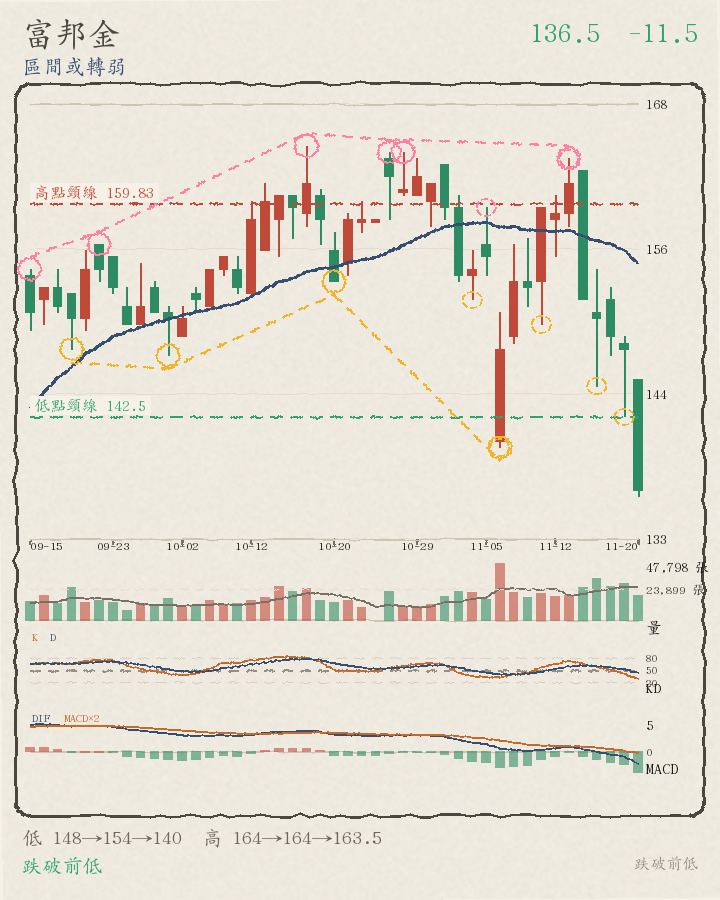 富邦金
136.5 -11.5
區間或轉弱
168
高點頸線 159.83
156
144
低點頸線 142.5
133
09-15 09-23 10-02 10-12 10-20 10-29 11-05 11-12 11-20
47,798 張
23,899 張
量
K D
80
50
20
KD
DIF MACD×2
5
0
MACD
低 148→154→140 高 164→164→163.5
跌破前低
跌破前低